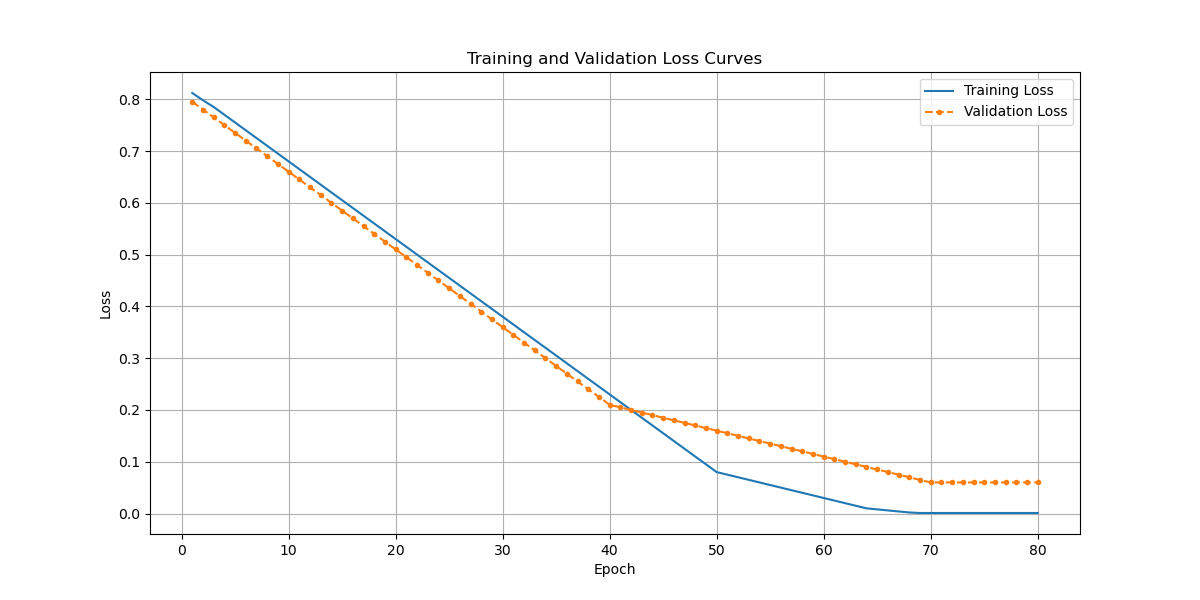 Training and Validation Loss Curves
Training Loss
Validation Loss
Loss
0.8
0.7
0.6
0.5
0.4
0.3
0.2
0.1
0.0
0 10 20 30 40 50 60 70 80
Epoch